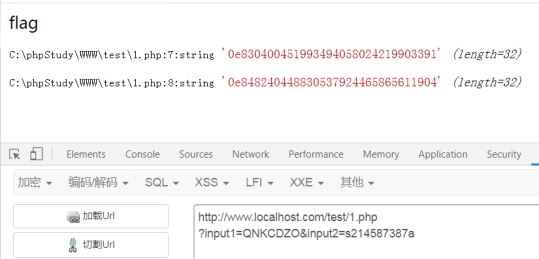 flag
C:\phpStudy\WWW\test\1.php:7:string '0e830400451993494058024219903391' (length=32)
C:\phpStudy\WWW\test\1.php:8:string '0e848240448830537924465865611904' (length=32)
Elements Console Sources Network Performance Memory Application Security
加密 编码/解码 SQL XSS LFI XXE 其他
加载Url
http://www.localhost.com/test/1.php
?input1=QNKCDZO&input2=s214587387a
切割Url